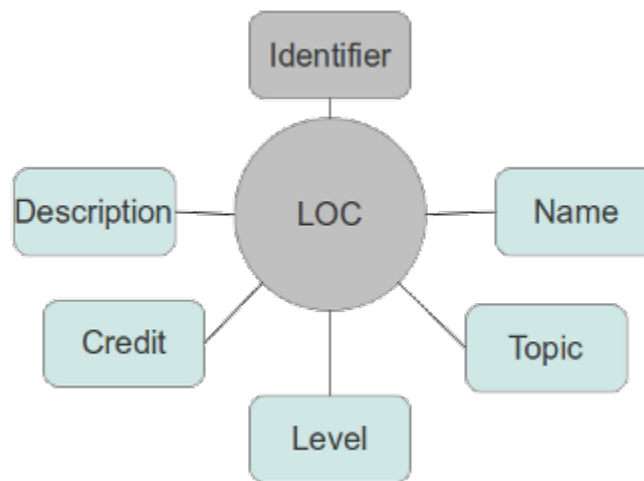 Identifier
Description
LOC
Name
Credit
Topic
Level